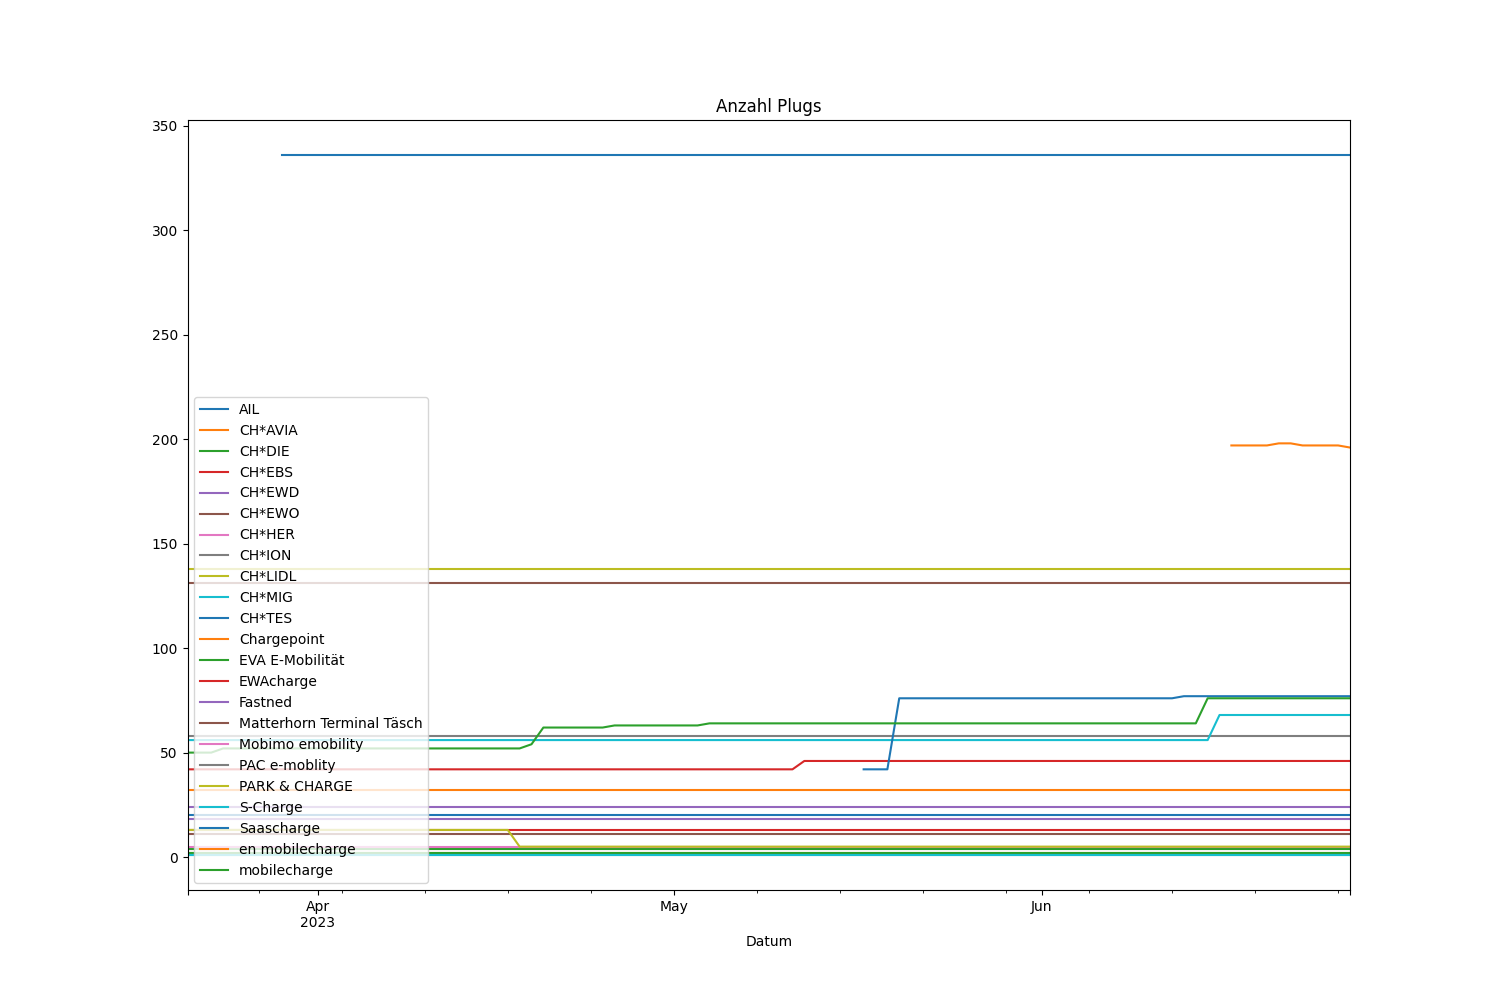 Anzahl Plugs
350
300
250
200
150
100
50
0
AIL
CH*AVIA
CH*DIE
CH*EBS
CH*EWD
CH*EWO
CH*HER
CH*ION
CH*LIDL
CH*MIG
CH*TES
Chargepoint
EVA E-Mobilität
EWAcharge
Fastned
Matterhorn Terminal Täsch
Mobimo emobility
PAC e-moblity
PARK & CHARGE
S-Charge
Saascharge
en mobilecharge
mobilecharge
Apr
2023
May
Jun
Datum